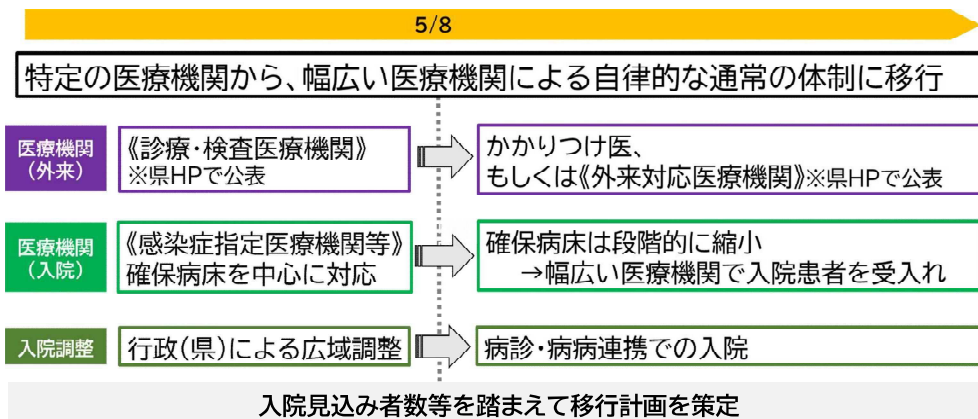 5/8
特定の医療機関から、幅広い医療機関による自律的な通常の体制に移行
医療機関
(外来)
《診療・検査医療機関》
※県HPで公表
かかりつけ医、
もしくは《外来対応医療機関》※県HPで公表
医療機関
(入院)
《感染症指定医療機関等》
確保病床を中心に対応
確保病床は段階的に縮小
→幅広い医療機関で入院患者を受入れ
入院調整
行政(県)による広域調整
病診・病病連携での入院
入院見込み者数等を踏まえて移行計画を策定